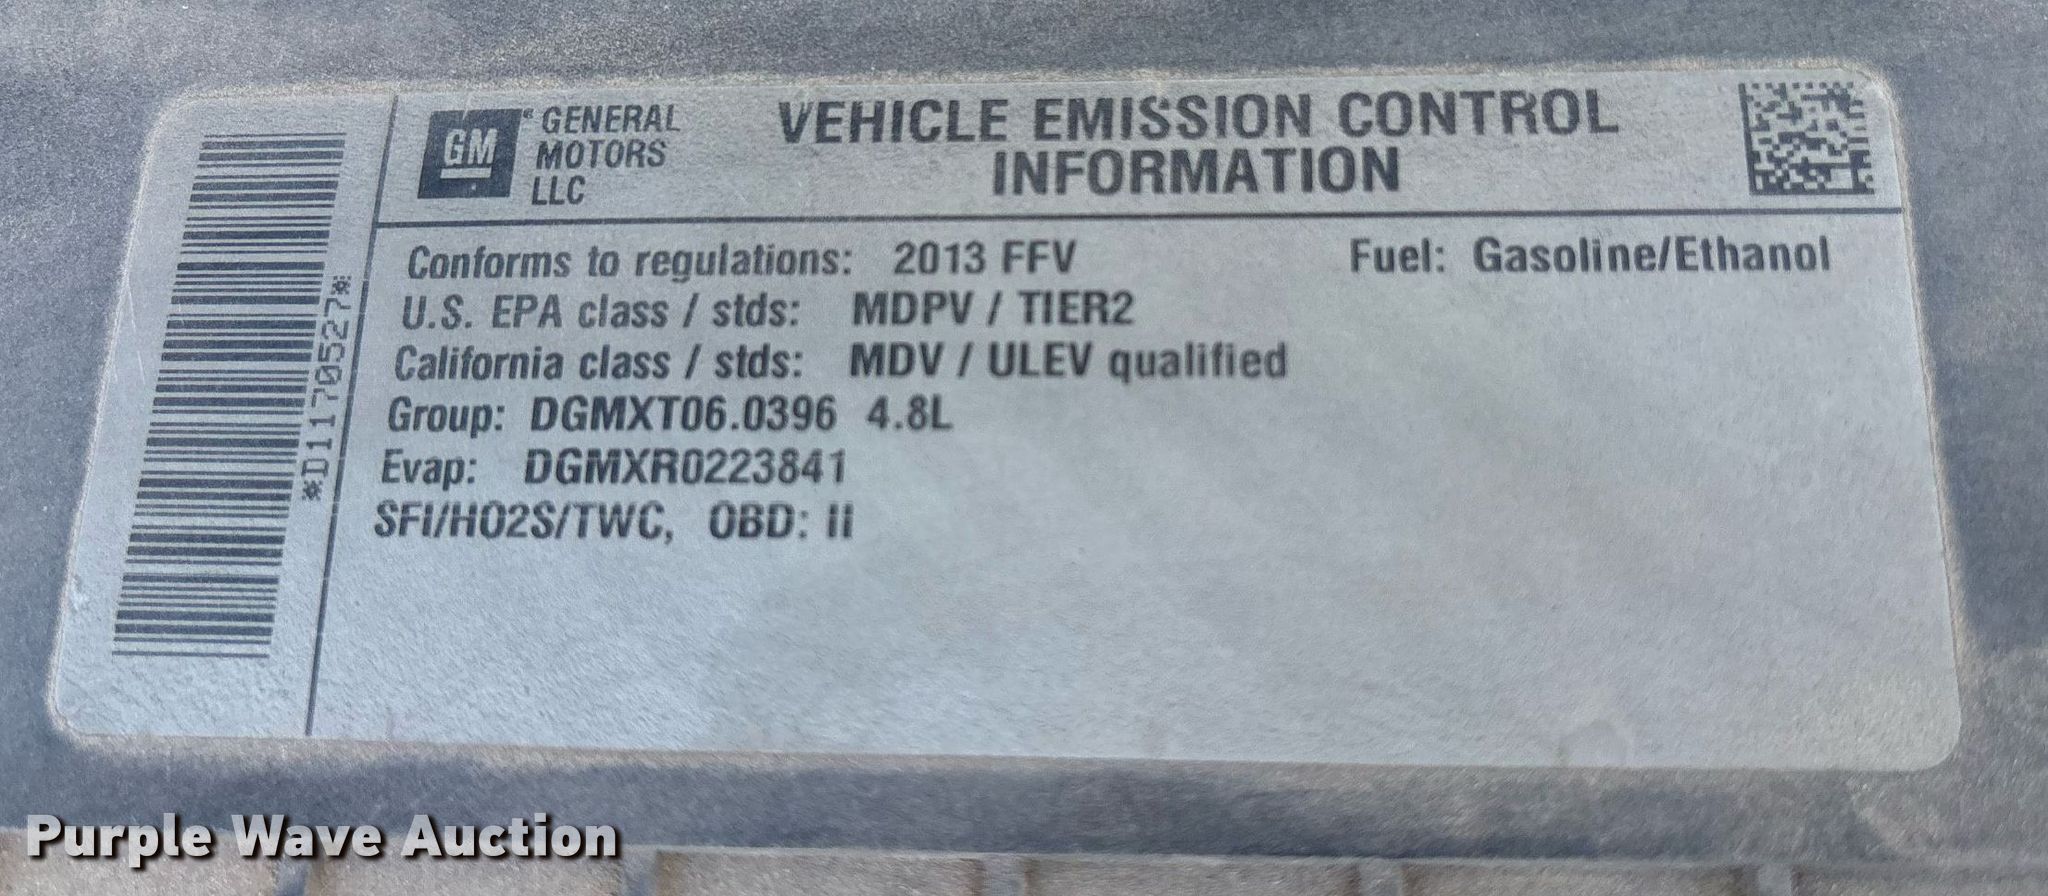 *D11705527*
GM
GENERAL
MOTORS
LLC
VEHICLE EMISSION CONTROL
INFORMATION
Conforms to regulations: 2013 FFV Fuel: Gasoline/Ethanol
U.S. EPA class / stds: MDPV / TIER2
California class / stds: MDV / ULEV qualified
Group: DGMXT06.0396 4.8L
Evap: DGMXR0223841
SFI/HO2S/TWC, OBD: II
Purple Wave Auction